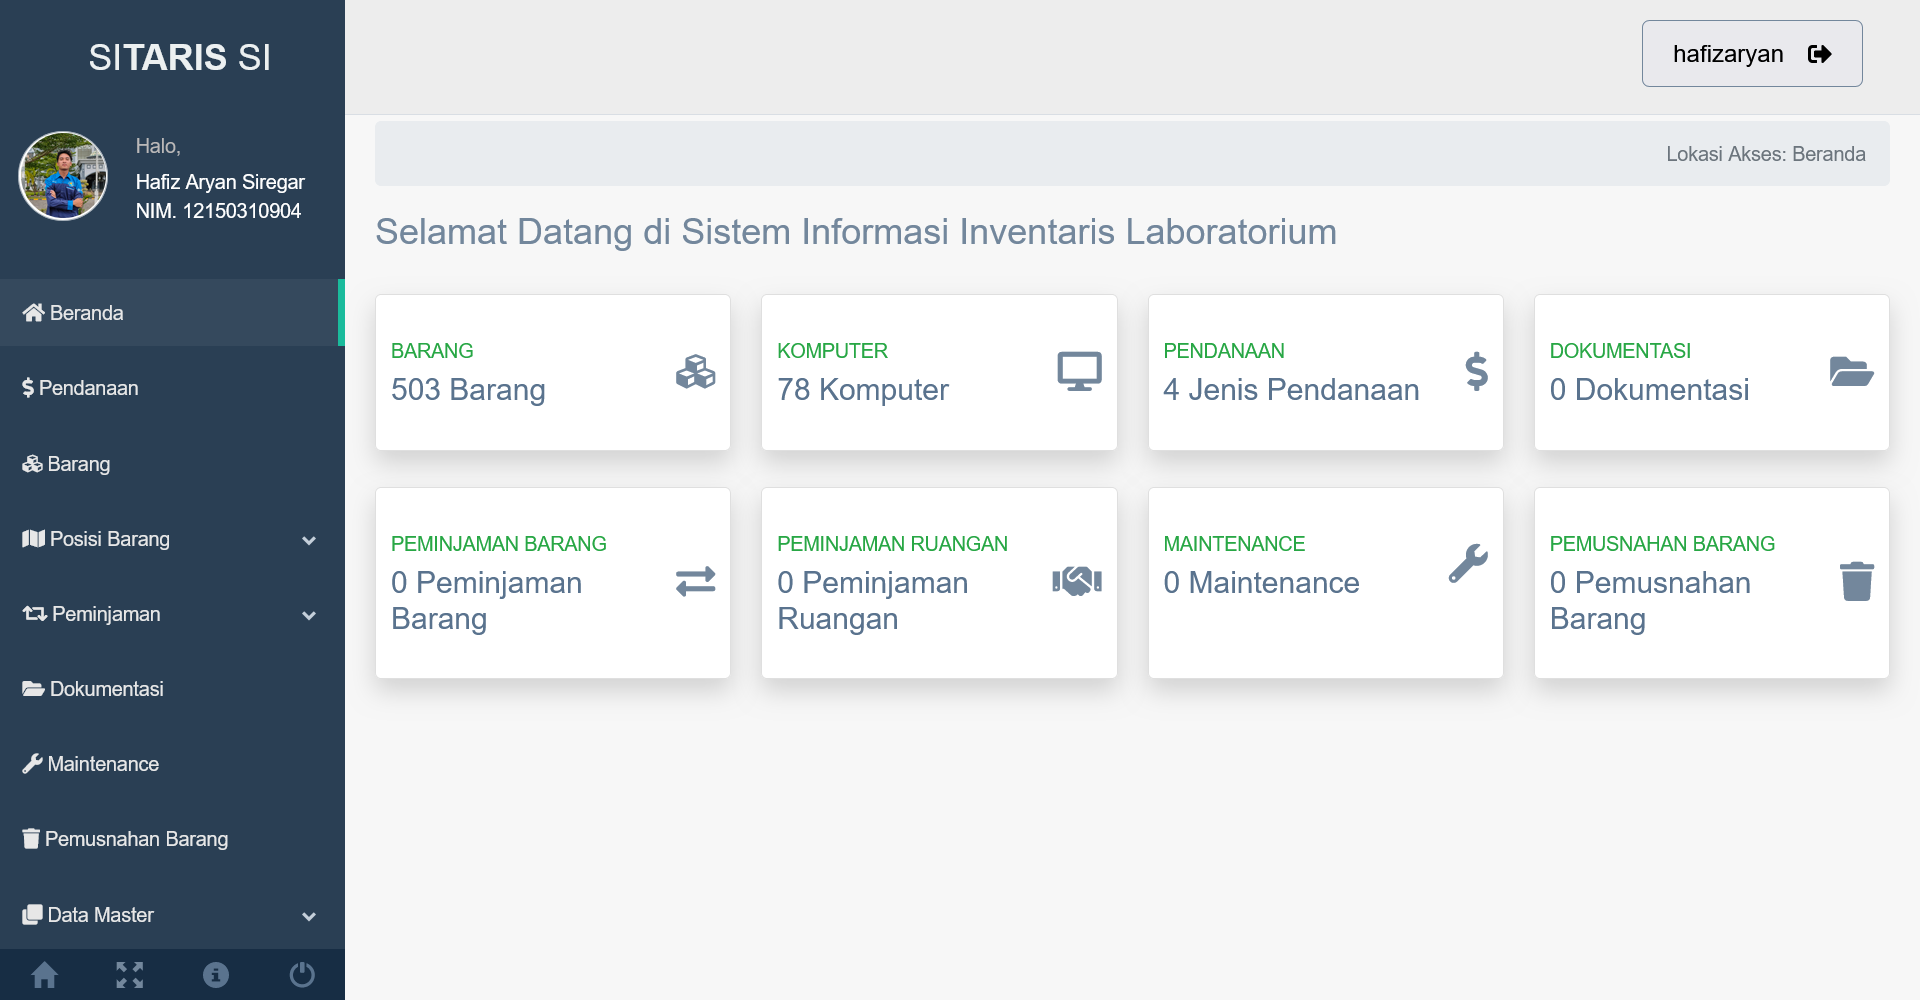 SITARIS SI
Halo,
Hafiz Aryan Siregar
NIM. 12150310904
Beranda
Pendanaan
Barang
Posisi Barang
Peminjaman
Dokumentasi
Maintenance
Pemusnahan Barang
Data Master
hafizaryan
Lokasi Akses: Beranda
Selamat Datang di Sistem Informasi Inventaris Laboratorium
BARANG
503 Barang
KOMPUTER
78 Komputer
PENDANAAN
4 Jenis Pendanaan
DOKUMENTASI
0 Dokumentasi
PEMINJAMAN BARANG
0 Peminjaman
Barang
PEMINJAMAN RUANGAN
0 Peminjaman
Ruangan
MAINTENANCE
0 Maintenance
PEMUSNAHAN BARANG
0 Pemusnahan
Barang